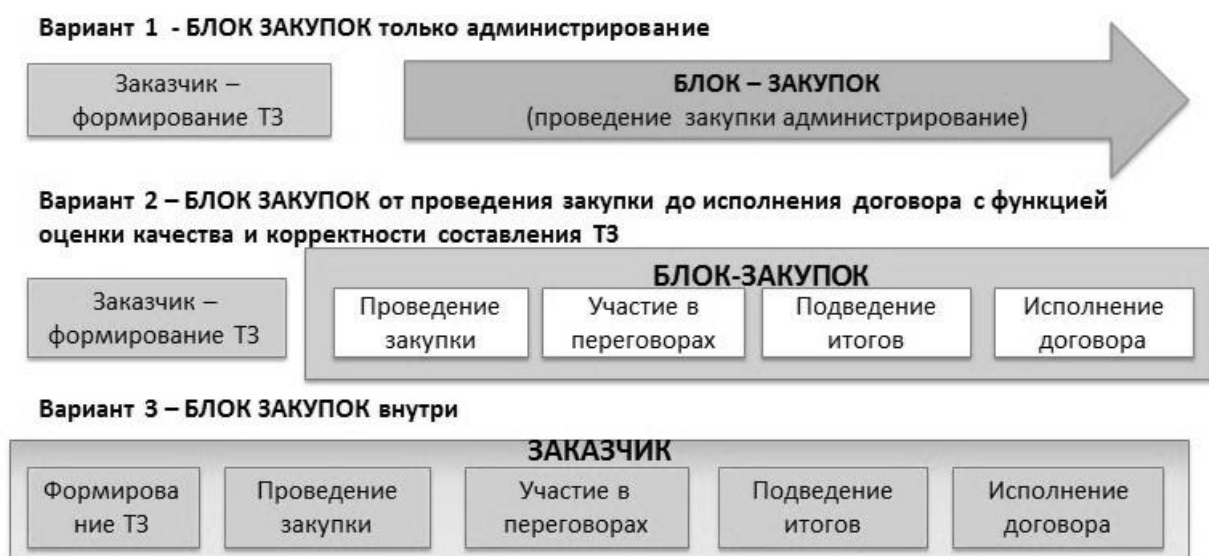 Вариант 1 - БЛОК ЗАКУПОК только администрирование
Заказчик –
формирование ТЗ
БЛОК – ЗАКУПОК
(проведение закупки администрирование)
Вариант 2 – БЛОК ЗАКУПОК от проведения закупки до исполнения договора с функцией
оценки качества и корректности составления ТЗ
БЛОК-ЗАКУПОК
Заказчик –
формирование ТЗ
Проведение
закупки
Участие в
переговорах
Подведение
итогов
Исполнение
договора
Вариант 3 – БЛОК ЗАКУПОК внутри
ЗАКАЗЧИК
Формирова
ние ТЗ
Проведение
закупки
Участие в
переговорах
Подведение
итогов
Исполнение
договора